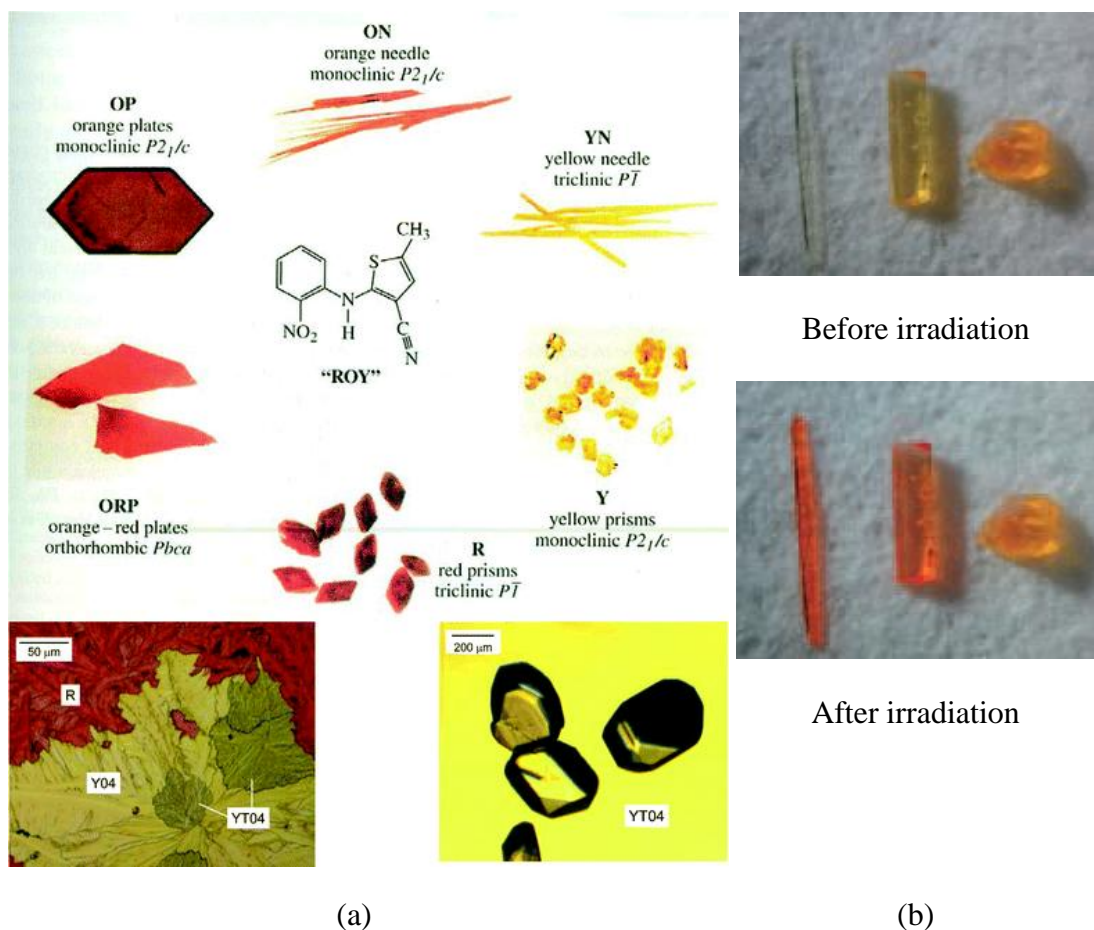 ON
orange needle
monoclinic P2₁/c
OP
orange plates
monoclinic P2₁/c
YN
yellow needle
triclinic P1̅
CH₃
S
N
H
NO₂
C
N
"ROY"
ORP
orange–red plates
orthorhombic Pbca
R
red prisms
triclinic P1̅
Y
yellow prisms
monoclinic P2₁/c
50 μm
R
Y04
YT04
200 μm
YT04
(a)
Before irradiation
After irradiation
(b)